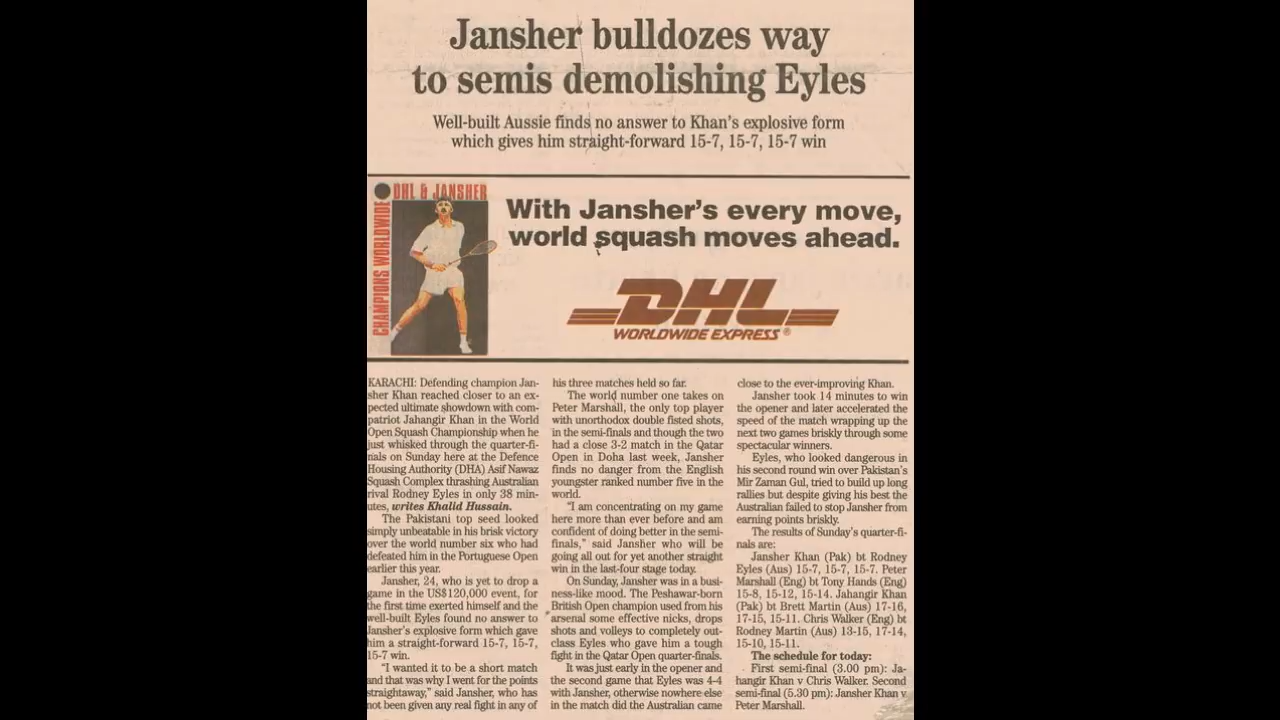 Jansher bulldozes way
to semis demolishing Eyles
Well-built Aussie finds no answer to Khan's explosive form
which gives him straight-forward 15-7, 15-7, 15-7 win
DHL & JANSHER
CHAMPIONS WORLDWIDE
With Jansher's every move,
world squash moves ahead.
DHL
WORLDWIDE EXPRESS®
KARACHI: Defending champion Jan-
sher Khan reached closer to an ex-
pected ultimate showdown with com-
patriot Jahangir Khan in the World
Open Squash Championship when he
just whisked through the quarter-fi-
nals on Sunday here at the Defence
Housing Authority (DHA) Asif Nawaz
Squash Complex thrashing Australian
rival Rodney Eyles in only 38 min-
utes, writes Khalid Hussain.
The Pakistani top seed looked
simply unbeatable in his brisk victory
over the world number six who had
defeated him in the Portuguese Open
earlier this year.
Jansher, 24, who is yet to drop a
game in the US$120,000 event, for
the first time exerted himself and the
well-built Eyles found no answer to
Jansher's explosive form which gave
him a straight-forward 15-7, 15-7,
15-7 win.
"I wanted it to be a short match
and that was why I went for the points
straightaway," said Jansher, who has
not been given any real fight in any of
his three matches held so far.
The world number one takes on
Peter Marshall, the only top player
with unorthodox double fisted shots,
in the semi-finals and though the two
had a close 3-2 match in the Qatar
Open in Doha last week, Jansher
finds no danger from the English
youngster ranked number five in the
world.
"I am concentrating on my game
here more than ever before and am
confident of doing better in the semi-
finals," said Jansher who will be
going all out for yet another straight
win in the last-four stage today.
On Sunday, Jansher was in a busi-
ness-like mood. The Peshawar-born
British Open champion used from his
arsenal some effective nicks, drops
shots and volleys to completely out-
class Eyles who gave him a tough
fight in the Qatar Open quarter-finals.
It was just early in the opener and
the second game that Eyles was 4-4
with Jansher, otherwise nowhere else
in the match did the Australian came
close to the ever-improving Khan.
Jansher took 14 minutes to win
the opener and later accelerated the
speed of the match wrapping up the
next two games briskly through some
spectacular winners.
Eyles, who looked dangerous in
his second round win over Pakistan's
Mir Zaman Gul, tried to build up long
rallies but despite giving his best the
Australian failed to stop Jansher from
earning points briskly.
The results of Sunday's quarter-fi-
nals are:
Jansher Khan (Pak) bt Rodney
Eyles (Aus) 15-7, 15-7, 15-7. Peter
Marshall (Eng) bt Tony Hands (Eng)
15-8, 15-12, 15-14. Jahangir Khan
(Pak) bt Brett Martin (Aus) 17-16,
17-15, 15-11. Chris Walker (Eng) bt
Rodney Martin (Aus) 13-15, 17-14,
15-10, 15-11.
The schedule for today:
First semi-final (3.00 pm): Ja-
hangir Khan v Chris Walker. Second
semi-final (5.30 pm): Jansher Khan v
Peter Marshall.